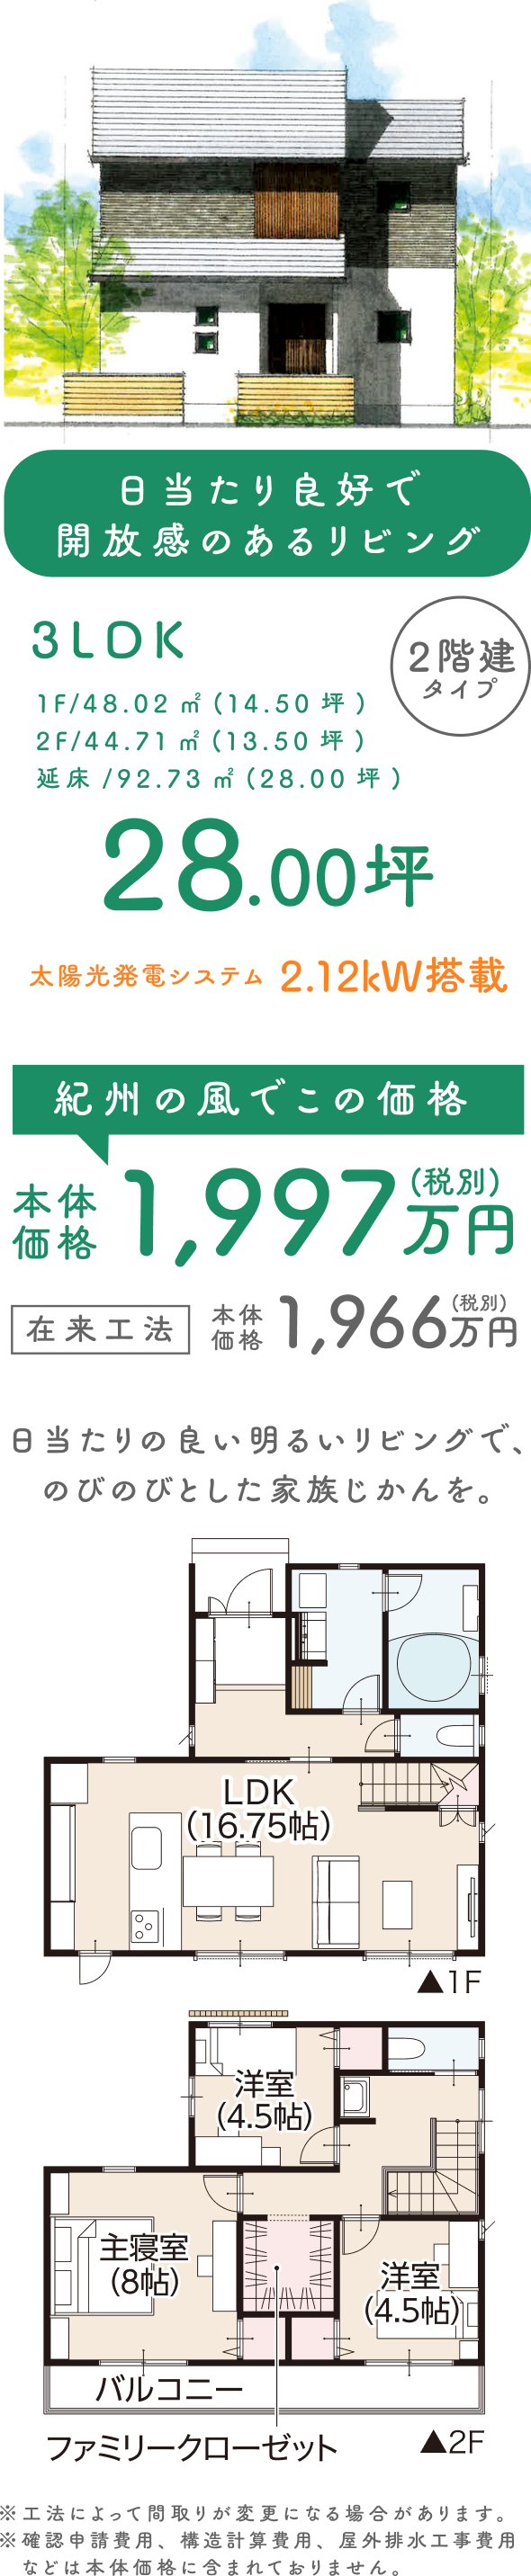 日当たり良好で
開放感のあるリビング
3LDK
2階建
タイプ
1F/48.02㎡(14.50坪)
2F/44.71㎡(13.50坪)
延床/92.73㎡(28.00坪)
28.00坪
太陽光発電システム 2.12kW搭載
紀州の風でこの価格
本体価格 1,997万円(税別)
在来工法 本体価格 1,966万円(税別)
日当たりの良い明るいリビングで、
のびのびとした家族じかんを。
LDK
(16.75帖)
▲1F
洋室
(4.5帖)
主寝室
(8帖)
洋室
(4.5帖)
バルコニー
ファミリークローゼット
▲2F
※工法によって間取りが変更になる場合があります。
※確認申請費用、構造計算費用、屋外排水工事費用
などは本体価格に含まれておりません。